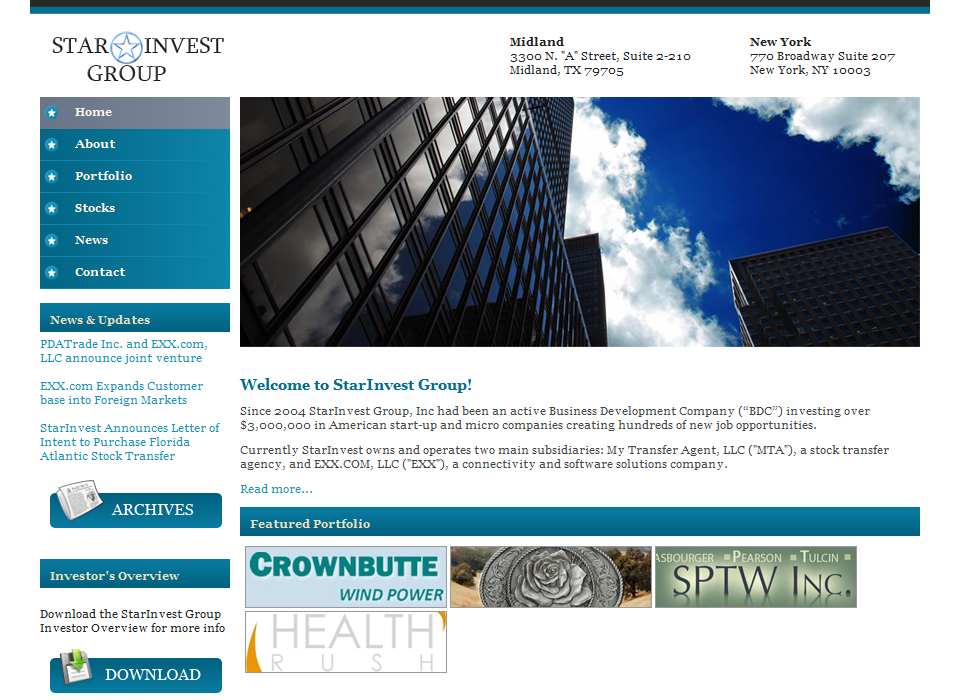 STAR INVEST
GROUP
Midland
3300 N. "A" Street, Suite 2-210
Midland, TX 79705
New York
770 Broadway Suite 207
New York, NY 10003
Home
About
Portfolio
Stocks
News
Contact
News & Updates
PDATrade Inc. and EXX.com,
LLC announce joint venture
EXX.com Expands Customer
base into Foreign Markets
StarInvest Announces Letter of
Intent to Purchase Florida
Atlantic Stock Transfer
NEWS
ARCHIVES
Investor's Overview
Download the StarInvest Group
Investor Overview for more info
DOWNLOAD
Welcome to StarInvest Group!
Since 2004 StarInvest Group, Inc had been an active Business Development Company (“BDC”) investing over
$3,000,000 in American start-up and micro companies creating hundreds of new job opportunities.
Currently StarInvest owns and operates two main subsidiaries: My Transfer Agent, LLC ("MTA"), a stock transfer
agency, and EXX.COM, LLC ("EXX"), a connectivity and software solutions company.
Read more...
Featured Portfolio
CROWNBUTTE
WIND POWER
ASBOURGER PEARSON TULCIN
SPTW INC.
HEALTH
RUSH